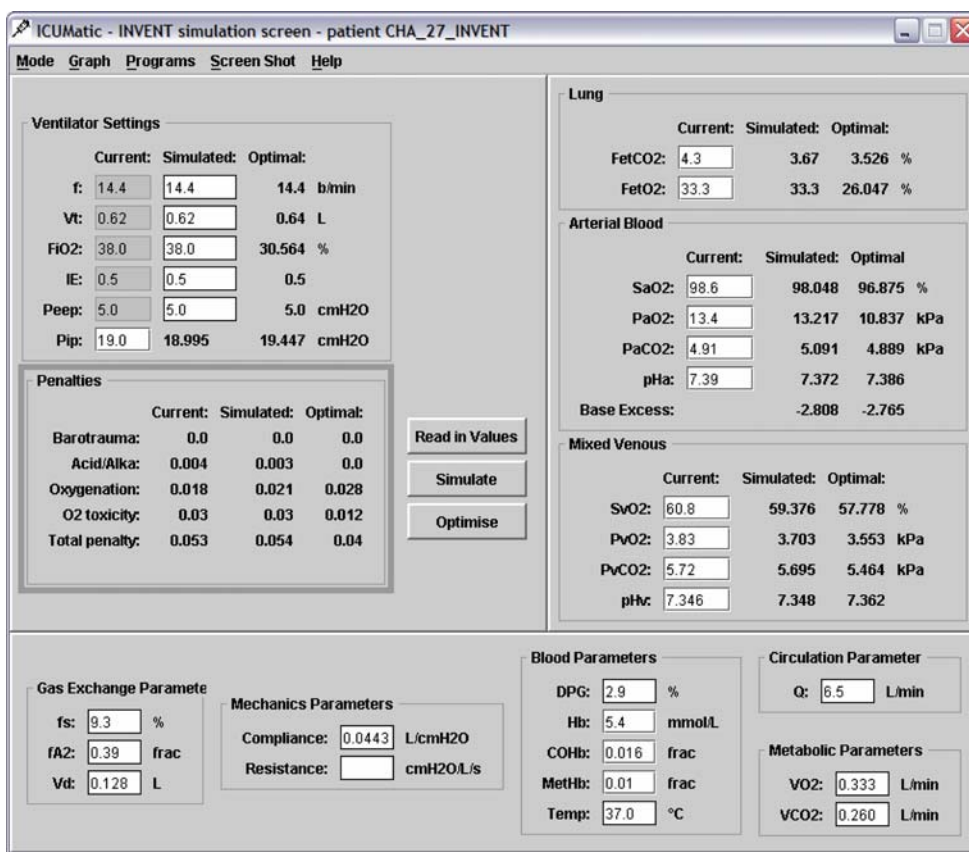 ICUMatic - INVENT simulation screen - patient CHA_27_INVENT
Mode Graph Programs Screen Shot Help
Ventilator Settings
Current: Simulated: Optimal:
f: 14.4 14.4 14.4 b/min
Vt: 0.62 0.62 0.64 L
FiO2: 38.0 38.0 30.564 %
IE: 0.5 0.5 0.5
Peep: 5.0 5.0 5.0 cmH2O
Pip: 19.0 18.995 19.447 cmH2O
Penalties
Current: Simulated: Optimal:
Barotrauma: 0.0 0.0 0.0
Acid/Alka: 0.004 0.003 0.0
Oxygenation: 0.018 0.021 0.028
O2 toxicity: 0.03 0.03 0.012
Total penalty: 0.053 0.054 0.04
Read in Values
Simulate
Optimise
Lung
Current: Simulated: Optimal:
FetCO2: 4.3 3.67 3.526 %
FetO2: 33.3 33.3 26.047 %
Arterial Blood
Current: Simulated: Optimal
SaO2: 98.6 98.048 96.875 %
PaO2: 13.4 13.217 10.837 kPa
PaCO2: 4.91 5.091 4.889 kPa
pHa: 7.39 7.372 7.386
Base Excess: -2.808 -2.765
Mixed Venous
Current: Simulated: Optimal:
SvO2: 60.8 59.376 57.778 %
PvO2: 3.83 3.703 3.553 kPa
PvCO2: 5.72 5.695 5.464 kPa
pHv: 7.346 7.348 7.362
Gas Exchange Paramete
fs: 9.3 %
fA2: 0.39 frac
Vd: 0.128 L
Mechanics Parameters
Compliance: 0.0443 L/cmH2O
Resistance: cmH2O/L/s
Blood Parameters
DPG: 2.9 %
Hb: 5.4 mmol/L
COHb: 0.016 frac
MetHb: 0.01 frac
Temp: 37.0 °C
Circulation Parameter
Q: 6.5 L/min
Metabolic Parameters
VO2: 0.333 L/min
VCO2: 0.260 L/min